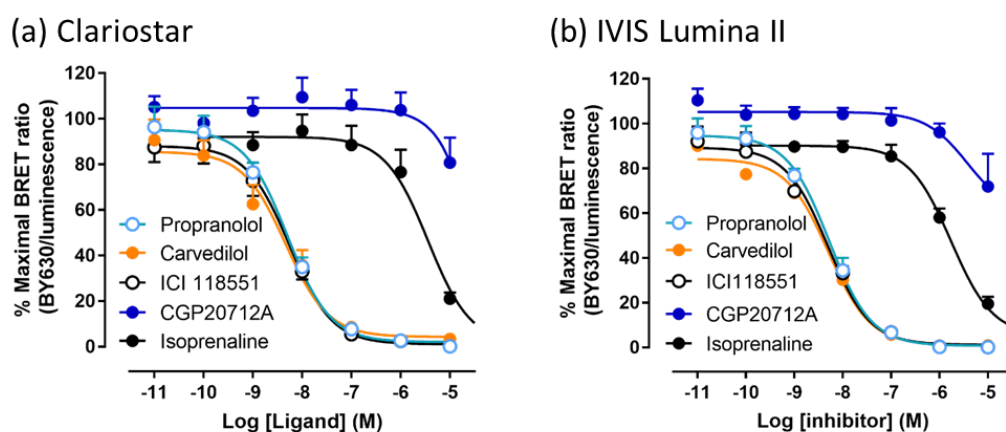 (a) Clariostar
% Maximal BRET ratio
(BY630/luminescence)
120
100
80
60
40
20
0
Propranolol
Carvedilol
ICI 118551
CGP20712A
Isoprenaline
-11 -10 -9 -8 -7 -6 -5
Log [Ligand] (M)
(b) IVIS Lumina II
% Maximal BRET ratio
(BY630/luminescence)
120
100
80
60
40
20
0
Propranolol
Carvedilol
ICI118551
CGP20712A
Isoprenaline
-11 -10 -9 -8 -7 -6 -5
Log [inhibitor] (M)